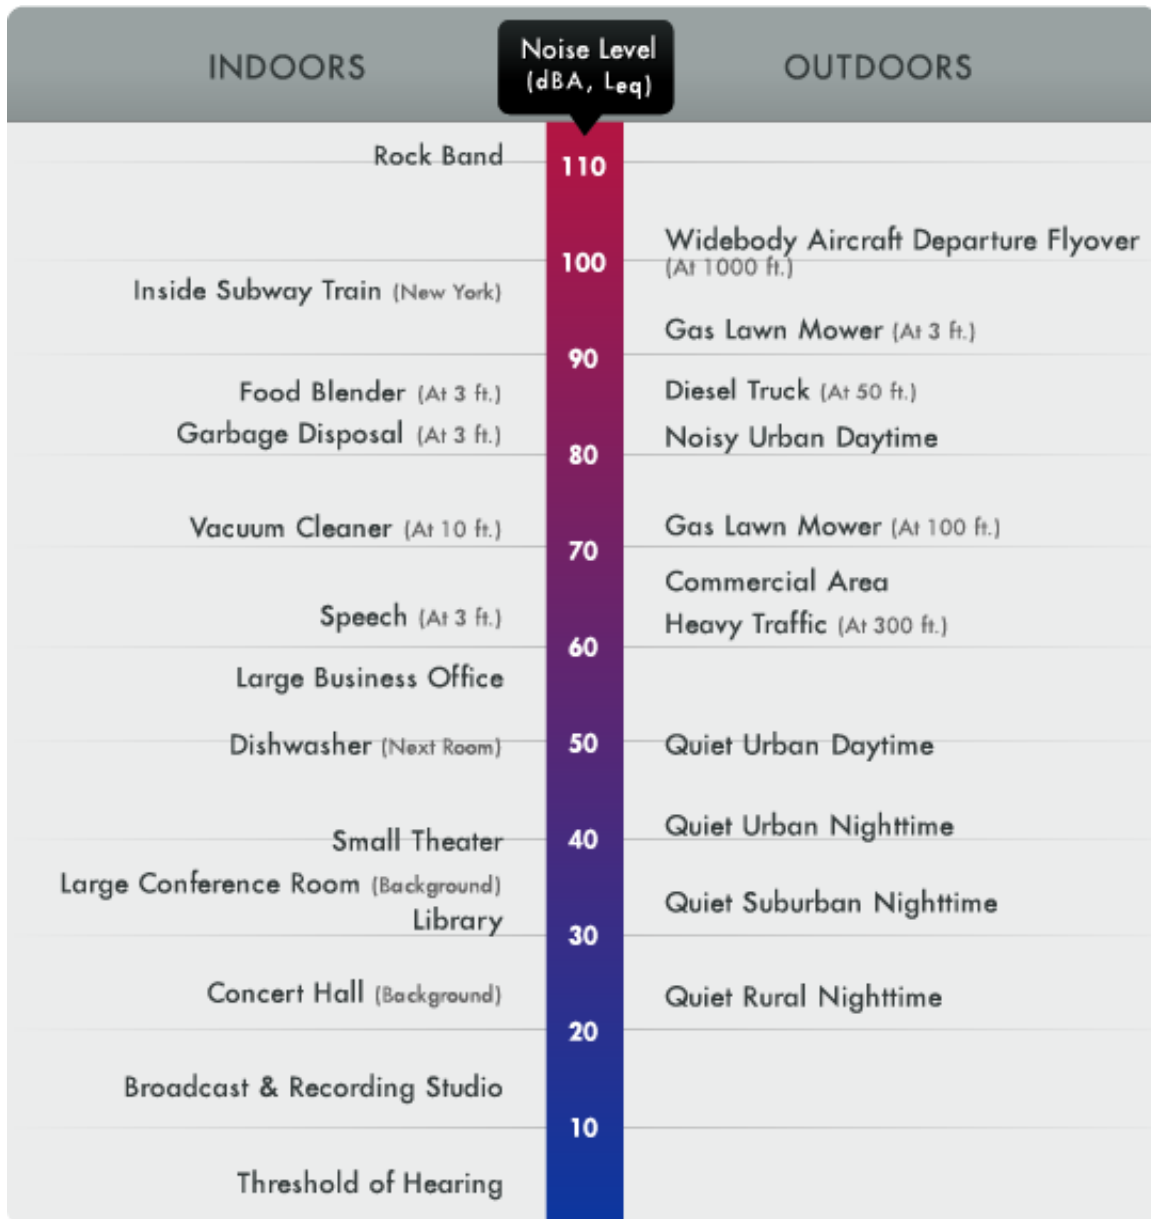 INDOORS
Noise Level
(dBA, Leq)
OUTDOORS
Rock Band
110
Widebody Aircraft Departure Flyover
(At 1000 ft.)
100
Inside Subway Train (New York)
Gas Lawn Mower (At 3 ft.)
90
Food Blender (At 3 ft.)
Diesel Truck (At 50 ft.)
Garbage Disposal (At 3 ft.)
Noisy Urban Daytime
80
Vacuum Cleaner (At 10 ft.)
Gas Lawn Mower (At 100 ft.)
70
Commercial Area
Speech (At 3 ft.)
Heavy Traffic (At 300 ft.)
60
Large Business Office
Dishwasher (Next Room)
50
Quiet Urban Daytime
Quiet Urban Nighttime
Small Theater
40
Large Conference Room (Background)
Quiet Suburban Nighttime
Library
30
Concert Hall (Background)
Quiet Rural Nighttime
20
Broadcast & Recording Studio
10
Threshold of Hearing